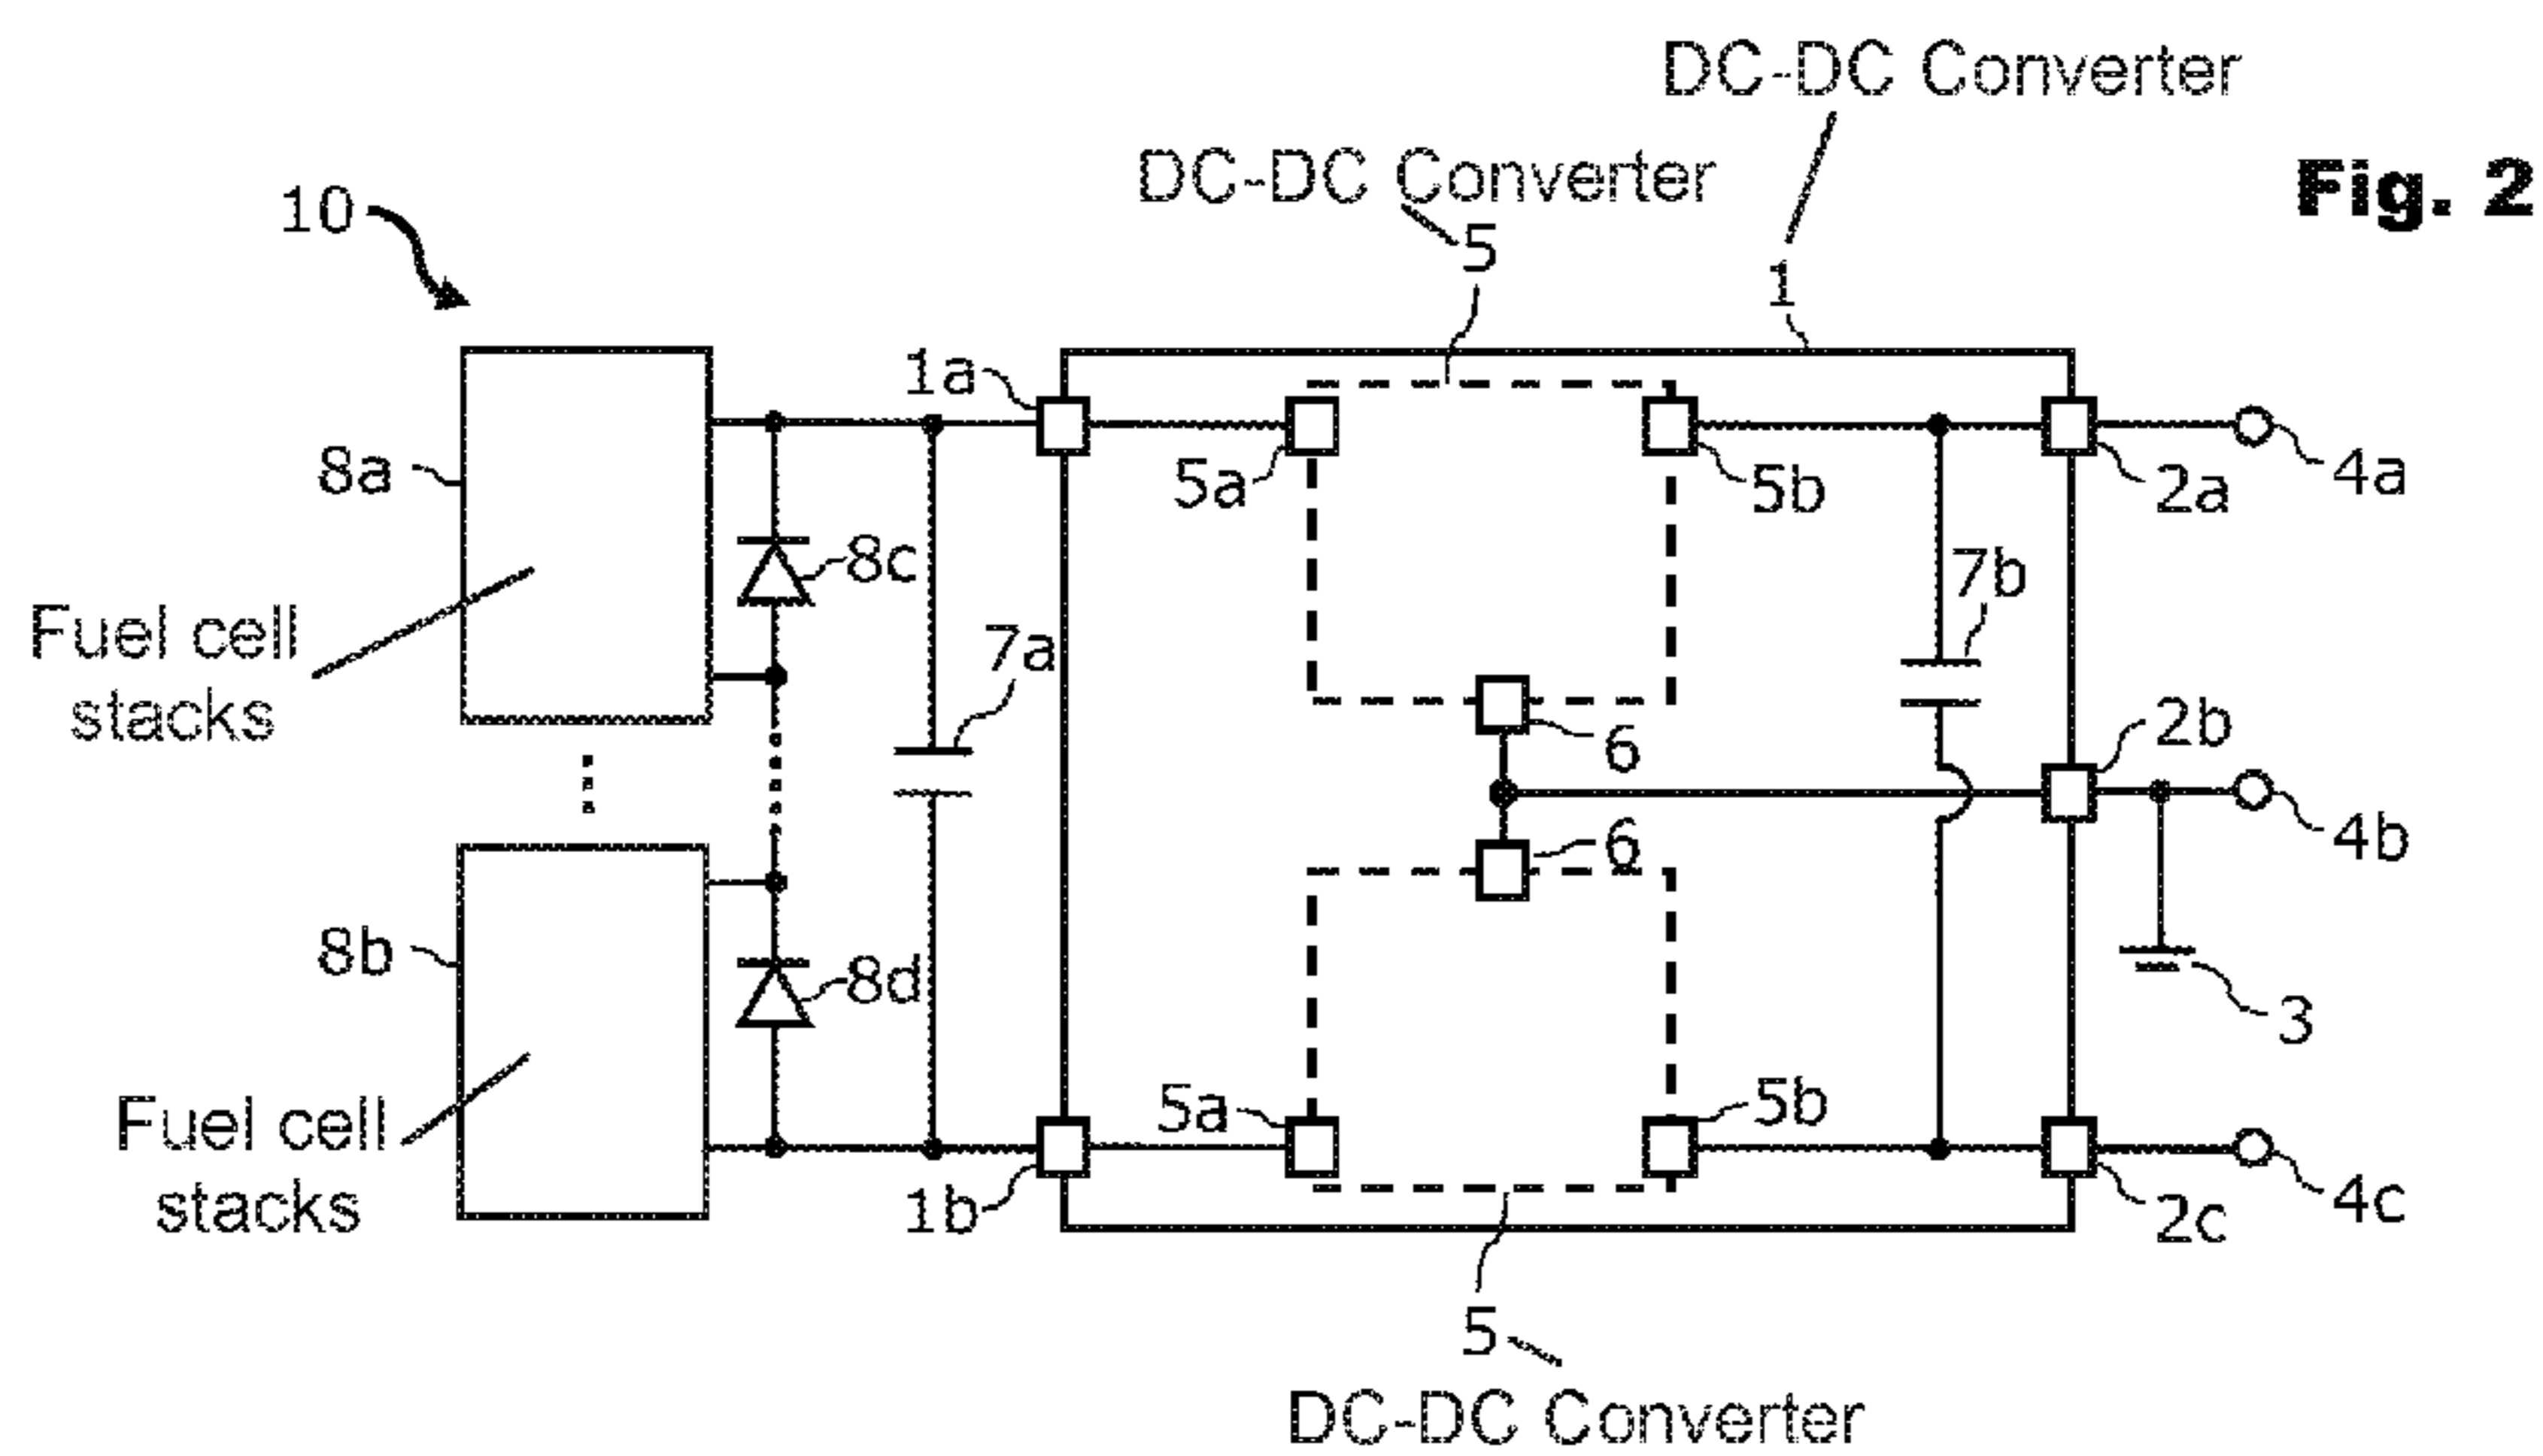 DC-DC Converter
DC-DC Converter
Fig. 2
10
5
1
1a
8a
5a
5b
2a
4a
8c
7b
Fuel cell
stacks
7a
6
2b
6
4b
8b
8d
3
Fuel cell
stacks
5a
5b
1b
2c
4c
5
DC-DC Converter